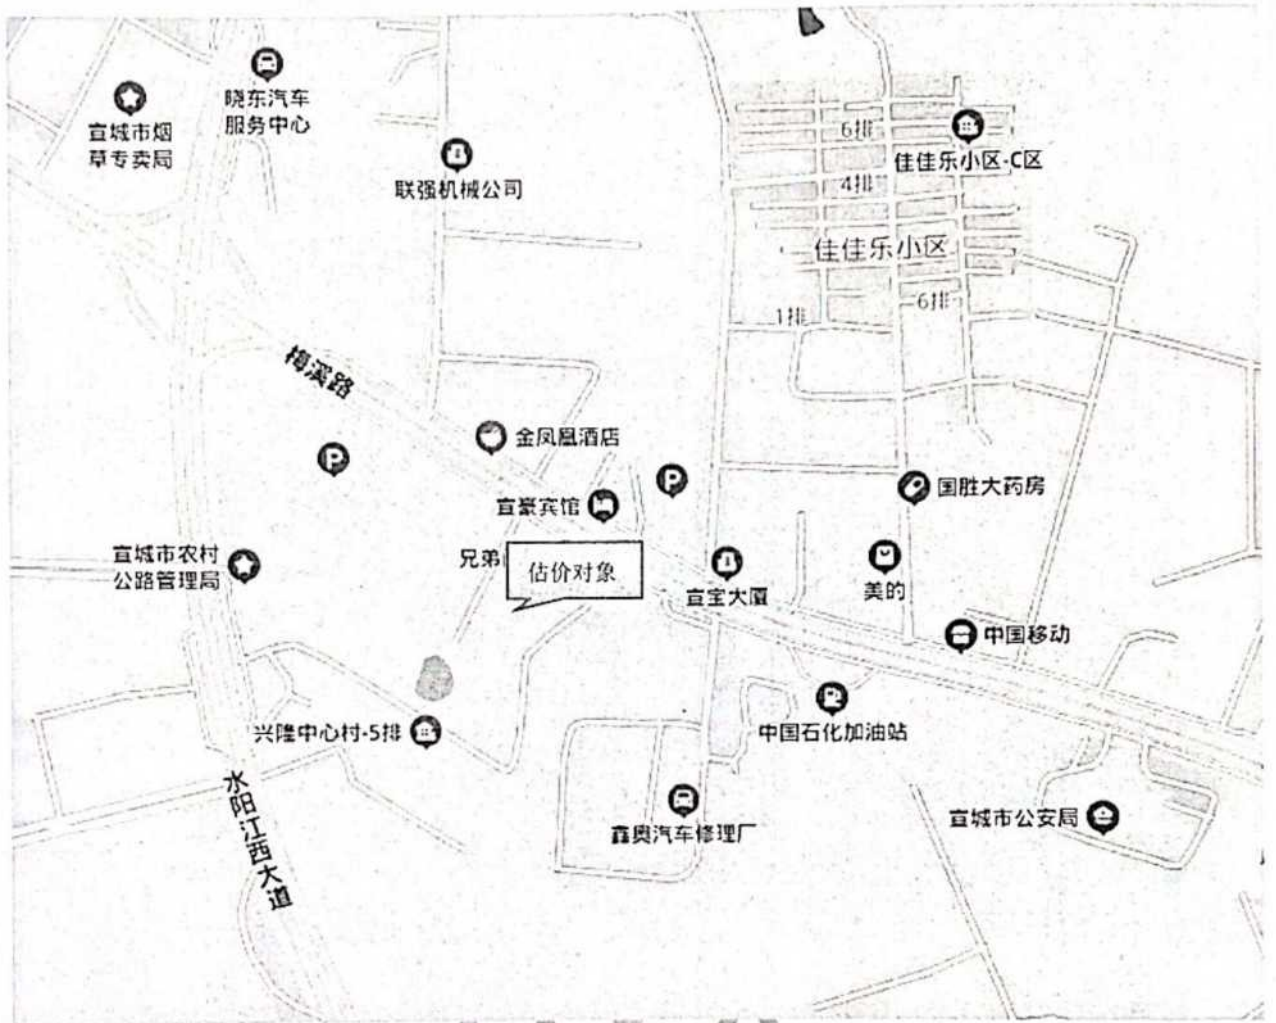 晓东汽车
服务中心
宣城市烟
草专卖局
联强机械公司
6排
佳佳乐小区-C区
4排
佳佳乐小区
6排
1排
梅溪路
金凤凰酒店
P
P
宣豪宾馆
国胜大药房
宣城市农村
公路管理局
兄弟
估价对象
宣宝大厦
美的
中国移动
中国石化加油站
兴隆中心村-5排
水阳江西大道
鑫奥汽车修理厂
宣城市公安局